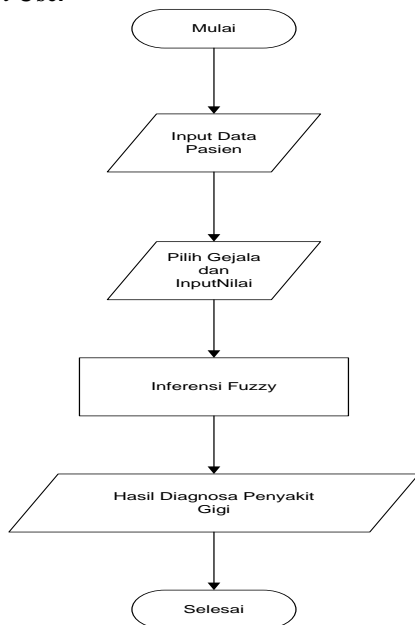 Mulai
Input Data
Pasien
Pilih Gejala
dan
InputNilai
Inferensi Fuzzy
Hasil Diagnosa Penyakit
Gigi
Selesai